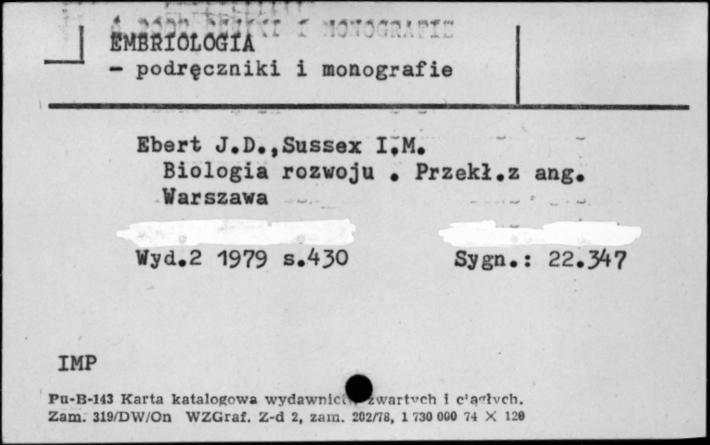 MONOGRAFIE
EMBRIOLOGIA
- podręczniki i monografie
Ebert J.D.,Sussex I.M.
Biologia rozwoju . Przekł.z ang.
Warszawa
Wyd.2 1979 s.430 Sygn.: 22.347
IMP
Pu-B-143 Karta katalogowa zwartych i ciągłych.
Zam. 319/DW/On WZGraf. Z-d 2, zam. 202/78, 1 730 000 74 X 120